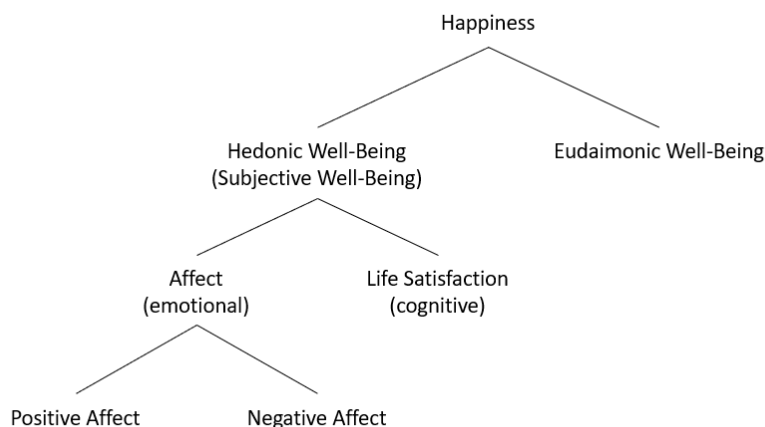 Happiness
Hedonic Well-Being
(Subjective Well-Being)
Eudaimonic Well-Being
Affect
(emotional)
Life Satisfaction
(cognitive)
Positive Affect
Negative Affect